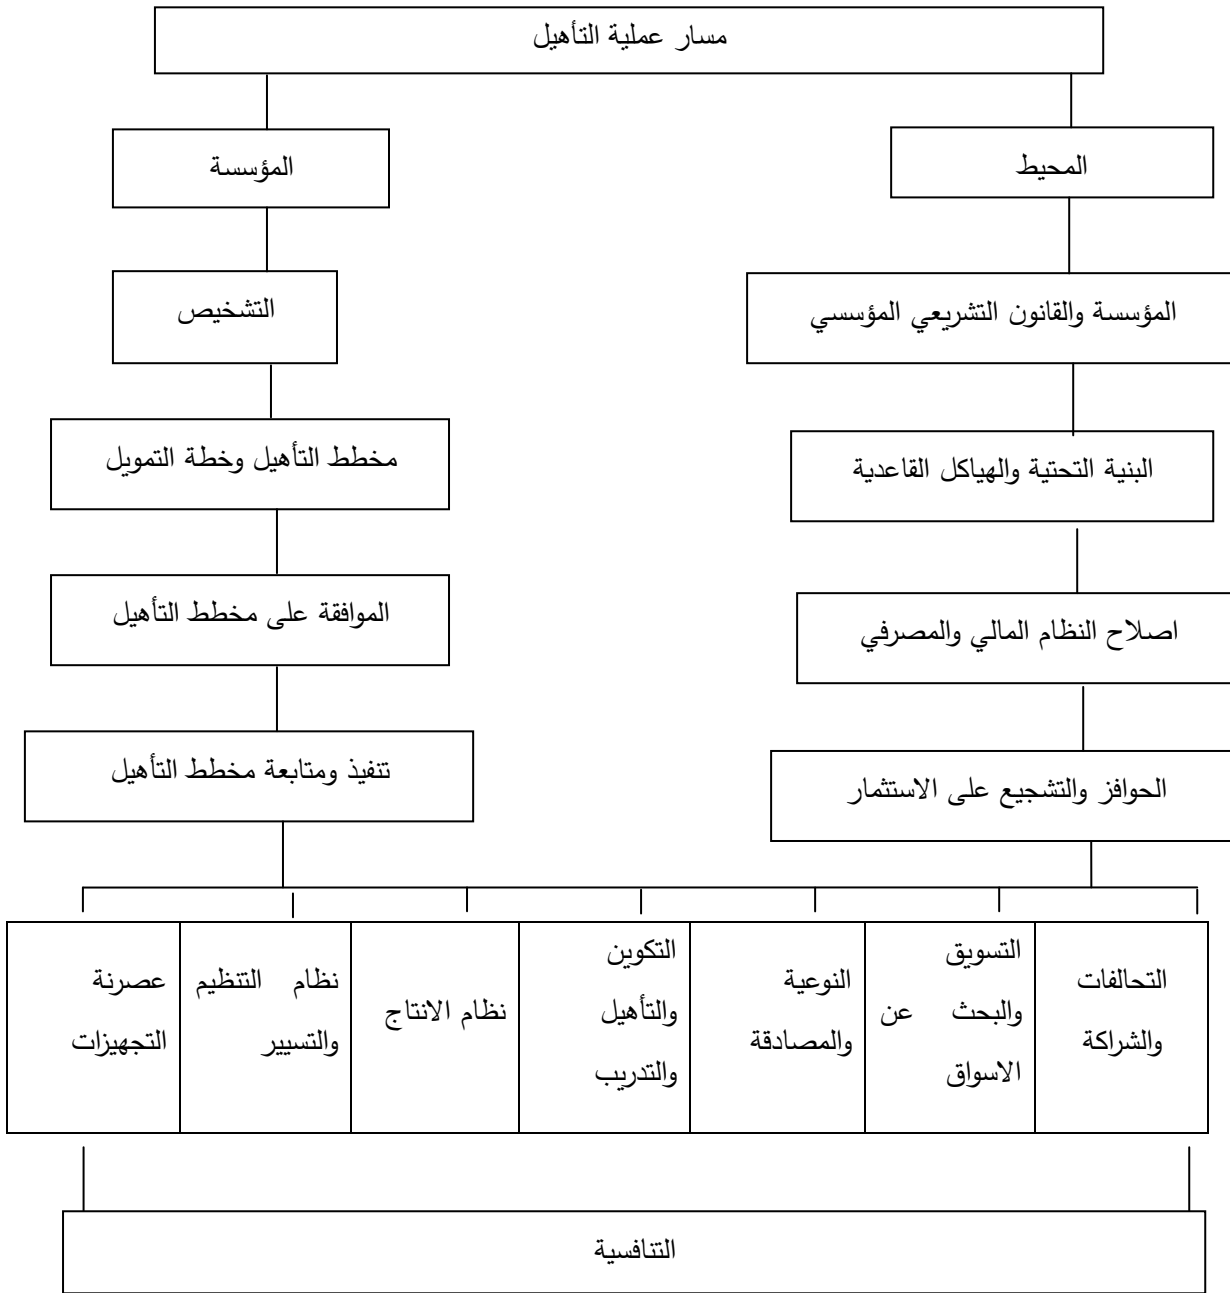 مسار عملية التأهيل
المحيط
المؤسسة
المؤسسة والقانون التشريعي المؤسسي
التشخيص
البنية التحتية والهياكل القاعدية
مخطط التأهيل وخطة التمويل
اصلاح النظام المالي والمصرفي
الموافقة على مخطط التأهيل
الحوافز والتشجيع على الاستثمار
تنفيذ ومتابعة مخطط التأهيل
التحالفات
والشراكة
التسويق
والبحث عن
الاسواق
النوعية
والمصادقة
التكوين
والتأهيل
والتدريب
نظام الانتاج
نظام التنظيم
والتسيير
عصرنة
التجهيزات
التنافسية